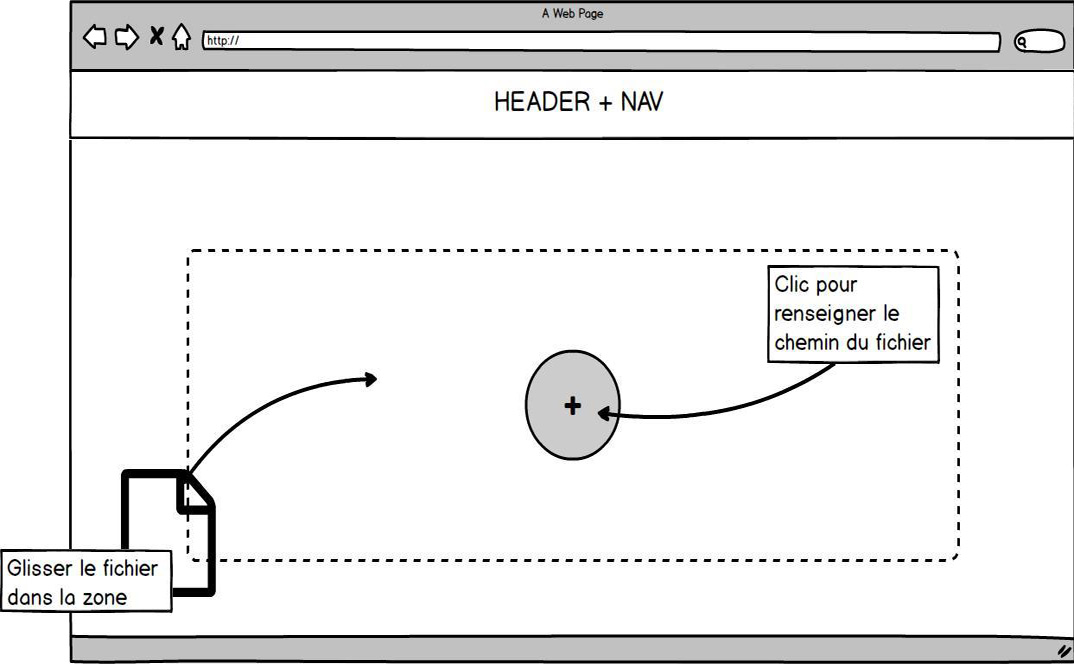 A Web Page
http://
HEADER + NAV
Clic pour
renseigner le
chemin du fichier
+
Glisser le fichier
dans la zone